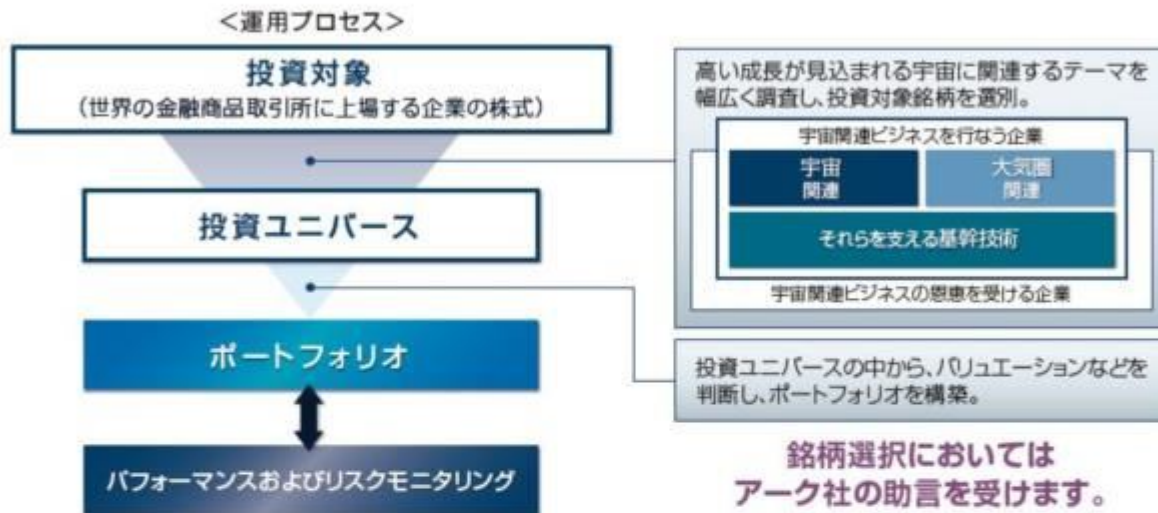 ＜運用プロセス＞
投資対象
（世界の金融商品取引所に上場する企業の株式）
投資ユニバース
ポートフォリオ
パフォーマンスおよびリスクモニタリング
高い成長が見込まれる宇宙に関連するテーマを
幅広く調査し、投資対象銘柄を選別。
宇宙関連ビジネスを行なう企業
宇宙
関連
大気圏
関連
それらを支える基幹技術
宇宙関連ビジネスの恩恵を受ける企業
投資ユニバースの中から、バリュエーションなどを
判断し、ポートフォリオを構築。
銘柄選択においては
アーク社の助言を受けます。